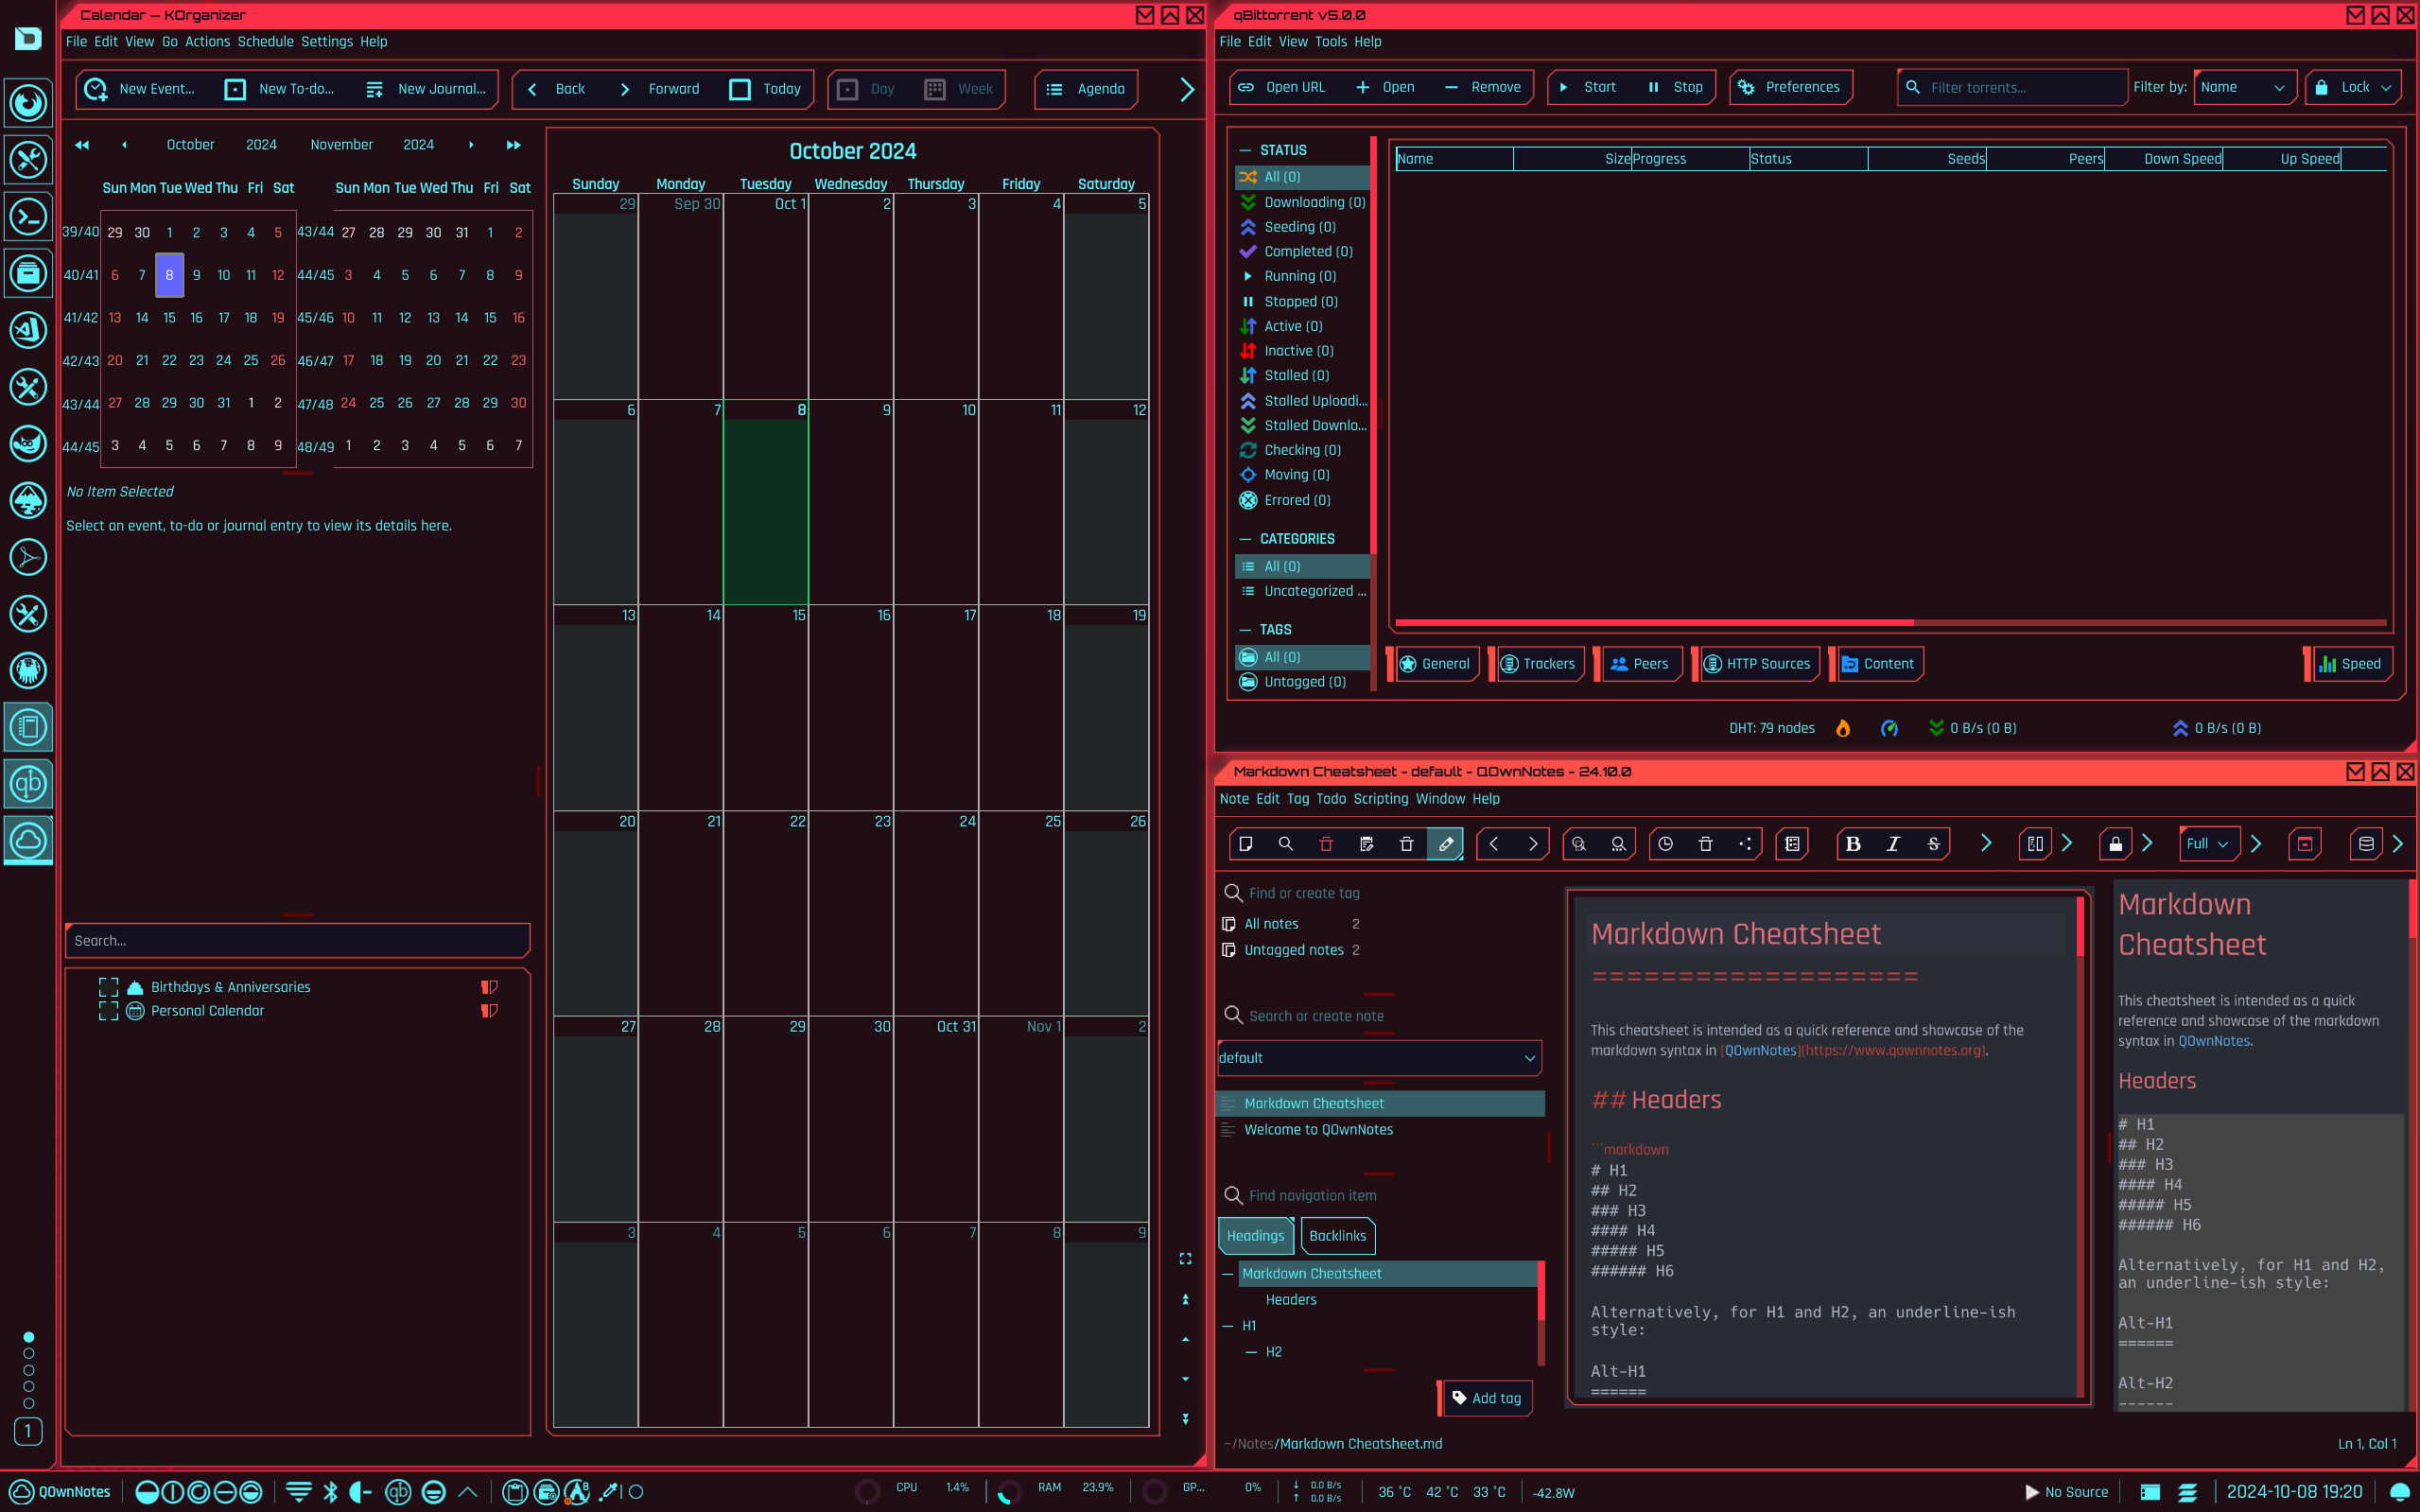 Calendar – KOrganizer
File Edit View Go Actions Schedule Settings Help
New Event... New To-do... New Journal... Back Forward Today Day Week Agenda
October 2024 November 2024
Sun Mon Tue Wed Thu Fri Sat Sun Mon Tue Wed Thu Fri Sat
39/40 29 30 1 2 3 4 5 43/44 27 28 29 30 31 1 2
40/41 6 7 8 9 10 11 12 44/45 3 4 5 6 7 8 9
41/42 13 14 15 16 17 18 19 45/46 10 11 12 13 14 15 16
42/43 20 21 22 23 24 25 26 46/47 17 18 19 20 21 22 23
43/44 27 28 29 30 31 1 2 47/48 24 25 26 27 28 29 30
44/45 3 4 5 6 7 8 9 48/49 1 2 3 4 5 6 7
No Item Selected
Select an event, to-do or journal entry to view its details here.
Search...
Birthdays & Anniversaries
Personal Calendar
October 2024
Sunday Monday Tuesday Wednesday Thursday Friday Saturday
29 Sep 30 Oct 1 2 3 4 5
6 7 8 9 10 11 12
13 14 15 16 17 18 19
20 21 22 23 24 25 26
27 28 29 30 Oct 31 Nov 1 2
3 4 5 6 7 8 9
qBittorrent v5.0.0
File Edit View Tools Help
Open URL Open Remove Start Stop Preferences Filter torrents... Filter by: Name Lock
STATUS
All (0)
Downloading (0)
Seeding (0)
Completed (0)
Running (0)
Stopped (0)
Active (0)
Inactive (0)
Stalled (0)
Stalled Uploadi...
Stalled Downlo...
Checking (0)
Moving (0)
Errored (0)
CATEGORIES
All (0)
Uncategorized ...
TAGS
All (0)
Untagged (0)
Name Size Progress Status Seeds Peers Down Speed Up Speed
General Trackers Peers HTTP Sources Content Speed
DHT: 79 nodes 0 B/s (0 B) 0 B/s (0 B)
Markdown Cheatsheet - default - QOwnNotes - 24.10.0
Note Edit Tag Todo Scripting Window Help
B I S Full
Find or create tag
All notes 2
Untagged notes 2
Search or create note
default
Markdown Cheatsheet
Welcome to QOwnNotes
Find navigation item
Headings Backlinks
Markdown Cheatsheet
Headers
H1
H2
Add tag
~/Notes/Markdown Cheatsheet.md
Markdown Cheatsheet
===================
This cheatsheet is intended as a quick reference and showcase of the
markdown syntax in [QOwnNotes](https://www.qownnotes.org).
## Headers
```markdown
# H1
## H2
### H3
#### H4
##### H5
###### H6
Alternatively, for H1 and H2, an underline-ish
style:
Alt-H1
======
Markdown
Cheatsheet
This cheatsheet is intended as a quick
reference and showcase of the markdown
syntax in QOwnNotes.
Headers
# H1
## H2
### H3
#### H4
##### H5
###### H6
Alternatively, for H1 and H2,
an underline-ish style:
Alt-H1
======
Alt-H2
------
Ln 1, Col 1
1
QOwnNotes
CPU 1.4% RAM 23.9% GP... 0% ↓ 0.0 B/s
↑ 0.0 B/s
36 °C 42 °C 33 °C -42.8W No Source 2024-10-08 19:20